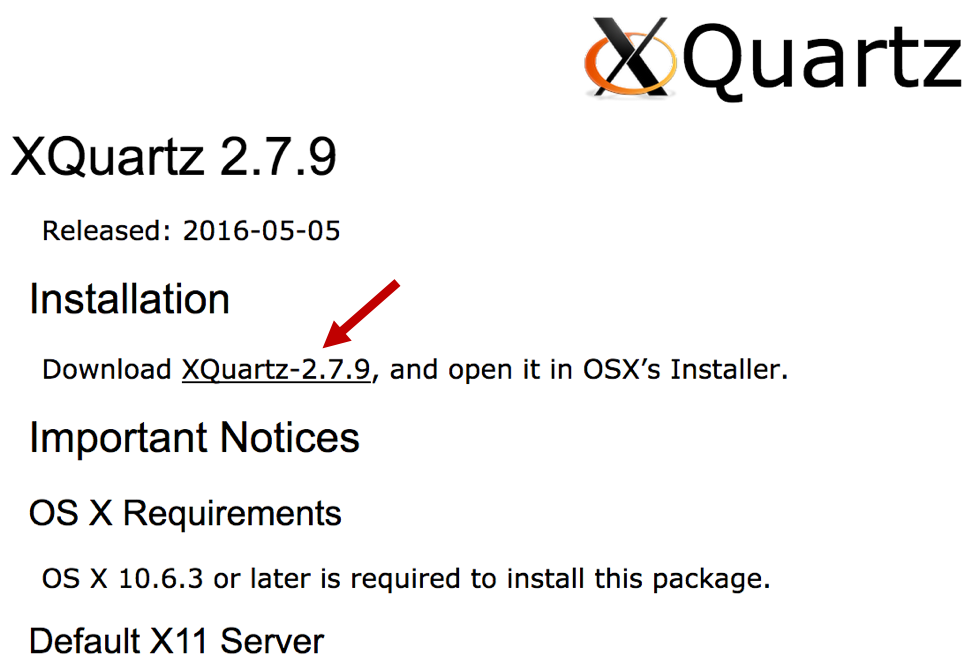 XQuartz
XQuartz 2.7.9
Released: 2016-05-05
Installation
Download XQuartz-2.7.9, and open it in OSX’s Installer.
Important Notices
OS X Requirements
OS X 10.6.3 or later is required to install this package.
Default X11 Server